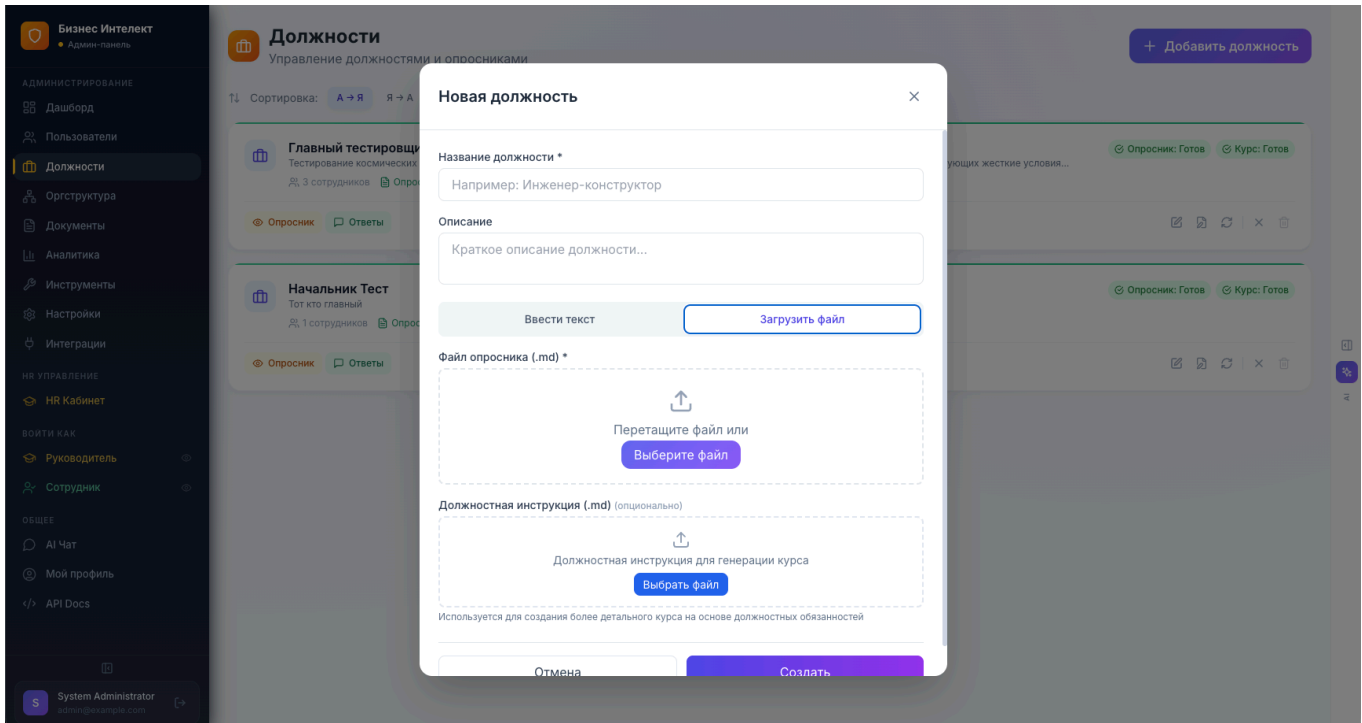 Бизнес Интелект
Админ-панель
АДМИНИСТРИРОВАНИЕ
Дашборд
Пользователи
Должности
Оргструктура
Документы
Аналитика
Инструменты
Настройки
Интеграции
HR УПРАВЛЕНИЕ
HR Кабинет
ВОЙТИ КАК
Руководитель
Сотрудник
ОБЩЕЕ
AI Чат
Мой профиль
API Docs
S
System Administrator
admin@example.com
Должности
Управление должностями и опросниками
+ Добавить должность
Сортировка: А → Я Я → А
Главный тестировщи
Тестирование космических
ующих жесткие условия...
3 сотрудников Опро
Опросник: Готов Курс: Готов
Опросник Ответы
Начальник Тест
Тот кто главный
1 сотрудников Опрос
Опросник: Готов Курс: Готов
Опросник Ответы
Новая должность
Название должности *
Например: Инженер-конструктор
Описание
Краткое описание должности...
Ввести текст Загрузить файл
Файл опросника (.md) *
Перетащите файл или
Выберите файл
Должностная инструкция (.md) (опционально)
Должностная инструкция для генерации курса
Выбрать файл
Используется для создания более детального курса на основе должностных обязанностей
Отмена Создать
AI